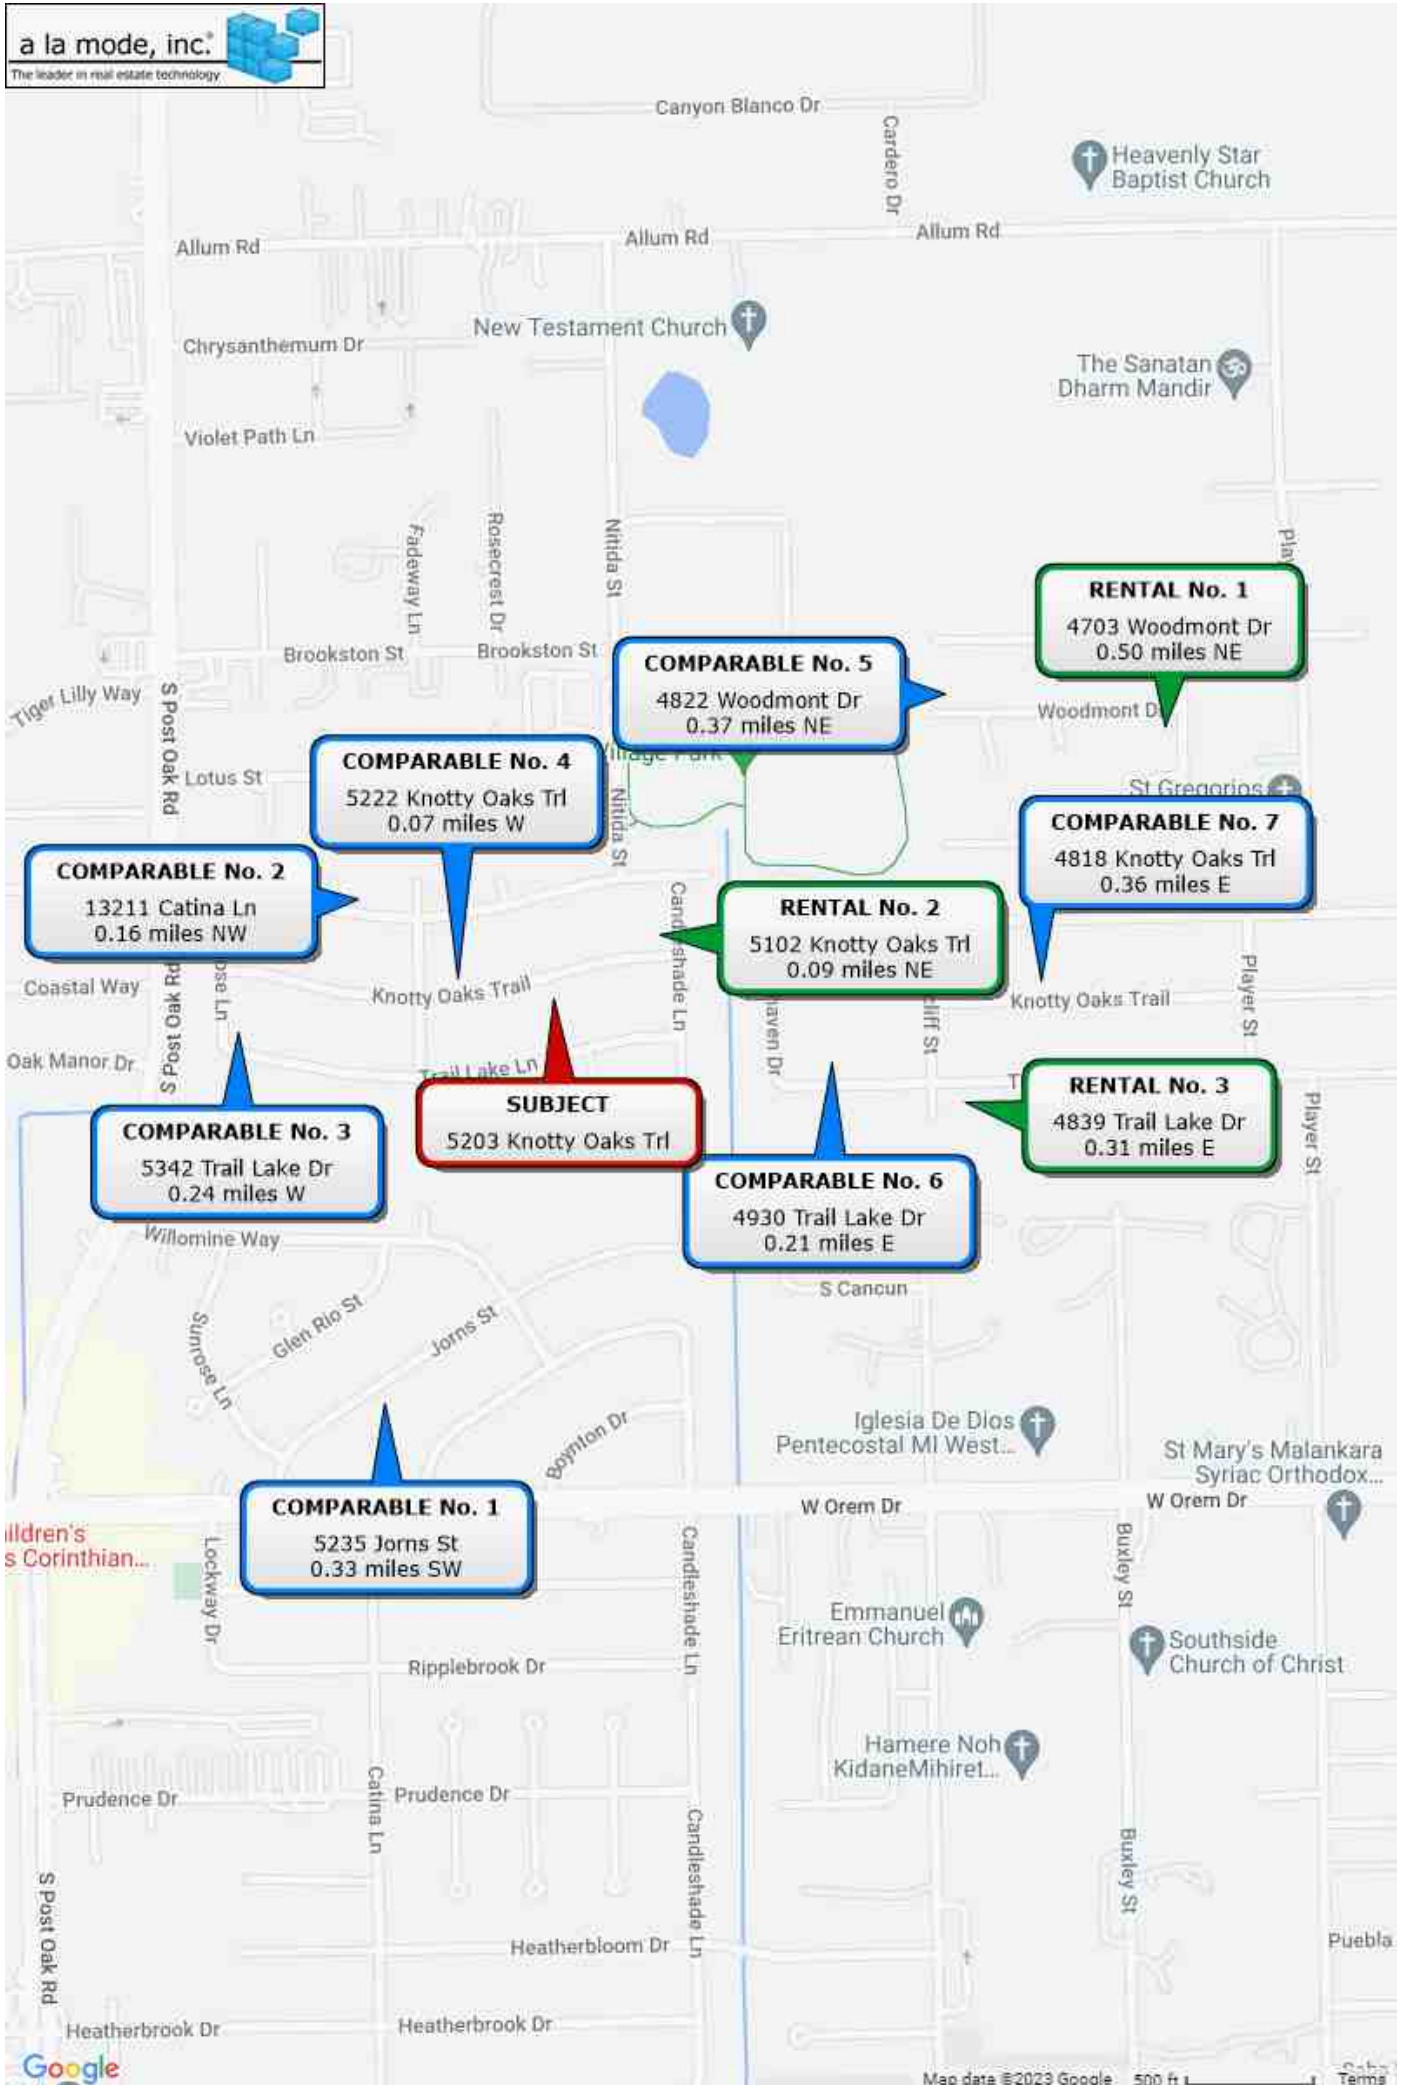 a la mode, inc.
The leader in real estate technology
Canyon Blanco Dr
Cardero Dr
Heavenly Star
Baptist Church
Allum Rd
Allum Rd
Allum Rd
New Testament Church
Chrysanthemum Dr
The Sanatan
Dharm Mandir
Violet Path Ln
Fadeway Ln
Rosecrest Dr
Nitida St
RENTAL No. 1
4703 Woodmont Dr
0.50 miles NE
Brookston St
Brookston St
COMPARABLE No. 5
4822 Woodmont Dr
0.37 miles NE
Tiger Lilly Way
S Post Oak Rd
Woodmont D
Village Park
COMPARABLE No. 4
5222 Knotty Oaks Trl
0.07 miles W
Lotus St
Nitida St
St Gregorios
COMPARABLE No. 7
4818 Knotty Oaks Trl
0.36 miles E
COMPARABLE No. 2
13211 Catina Ln
0.16 miles NW
RENTAL No. 2
5102 Knotty Oaks Trl
0.09 miles NE
Coastal Way
S Post Oak Rd
Knotty Oaks Trail
Knotty Oaks Trail
Player St
Oak Manor Dr
Trail Lake Ln
SUBJECT
5203 Knotty Oaks Trl
RENTAL No. 3
4839 Trail Lake Dr
0.31 miles E
COMPARABLE No. 3
5342 Trail Lake Dr
0.24 miles W
Player St
COMPARABLE No. 6
4930 Trail Lake Dr
0.21 miles E
Willomine Way
S Cancun
Sunrose Ln
Glen Rio St
Jorns St
Boynton Dr
Iglesia De Dios
Pentecostal MI West...
St Mary's Malankara
Syriac Orthodox...
COMPARABLE No. 1
5235 Jorns St
0.33 miles SW
W Orem Dr
W Orem Dr
ildren's
s Corinthian...
Lockway Dr
Candleshade Ln
Buxley St
Emmanuel
Eritrean Church
Southside
Church of Christ
Ripplebrook Dr
Hamere Noh
KidaneMihiret...
Prudence Dr
Catina Ln
Prudence Dr
Candleshade Ln
Buxley St
S Post Oak Rd
Heatherbloom Dr
Puebla
Heatherbrook Dr
Heatherbrook Dr
Google
Map data ©2023 Google
500 ft
Terms